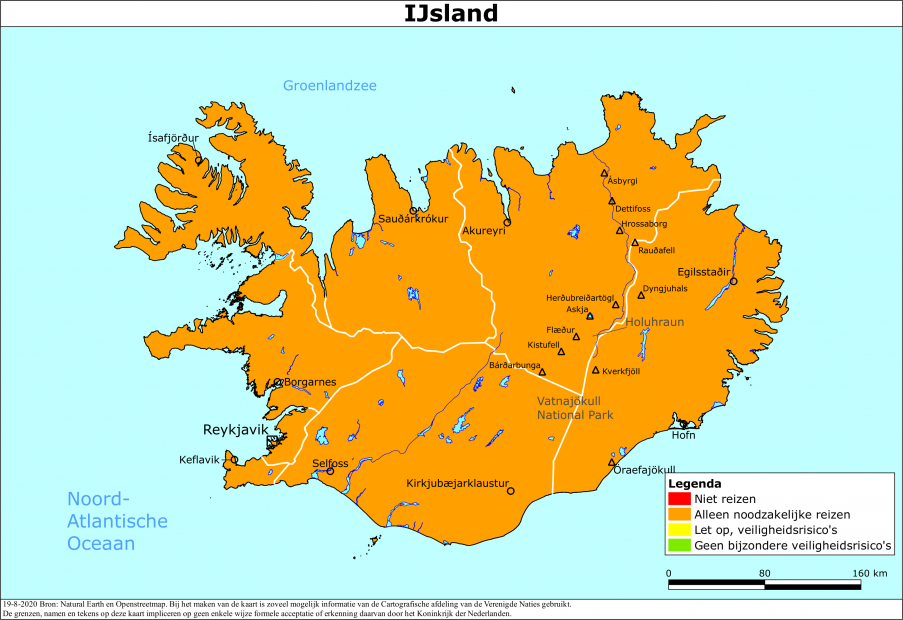 IJsland
Groenlandzee
Ísafjörður
Ásbyrgi
Dettifoss
Sauðárkrókur
Akureyri
Hrossaborg
Rauðafell
Egilsstaðir
Dyngjuhals
Herðubreiðartögl
Askja
Holuhraun
Flæður
Kistufell
Bárðarbunga
Kverkfjöll
Borgarnes
Vatnajökull
National Park
Reykjavik
Hofn
Keflavik
Selfoss
Öraefajökull
Kirkjubæjarklaustur
Noord-
Atlantische
Oceaan
Legenda
Niet reizen
Alleen noodzakelijke reizen
Let op, veiligheidsrisico's
Geen bijzondere veiligheidsrisico's
0 80 160 km
19-8-2020 Bron: Natural Earth en Openstreetmap. Bij het maken van de kaart is zoveel mogelijk informatie van de Cartografische afdeling van de Verenigde Naties gebruikt.
De grenzen, namen en tekens op deze kaart impliceren op geen enkele wijze formele acceptatie of erkenning daarvan door het Koninkrijk der Nederlanden.